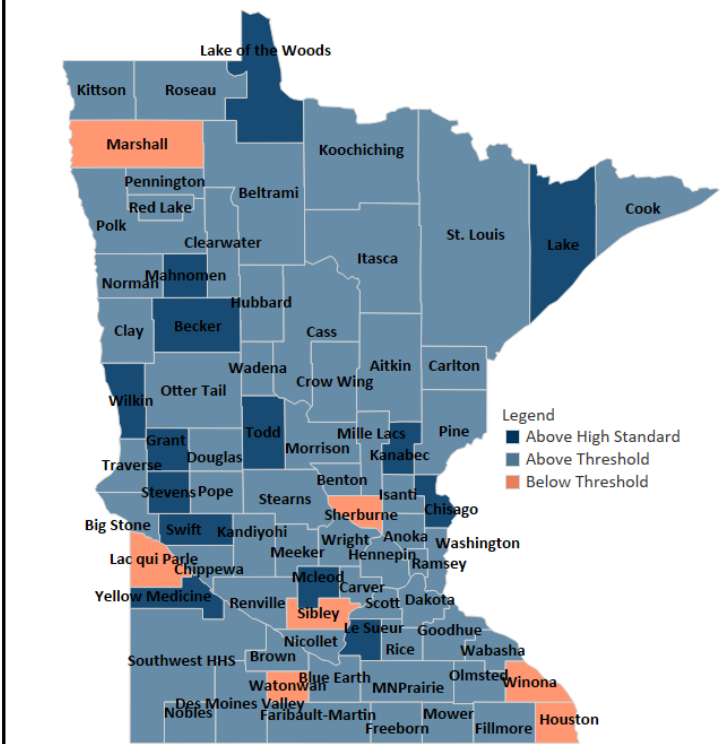 Lake of the Woods
Kittson
Roseau
Marshall
Koochiching
Pennington
Beltrami
Red Lake
Cook
Polk
St. Louis
Clearwater
Lake
Itasca
Mahnomen
Norman
Hubbard
Becker
Clay
Cass
Wadena
Aitkin
Carlton
Crow Wing
Otter Tail
Wilkin
Legend
Above High Standard
Above Threshold
Below Threshold
Todd
Mille Lacs
Pine
Grant
Morrison
Douglas
Kanabec
Traverse
Benton
Stevens
Pope
Isanti
Stearns
Chisago
Sherburne
Big Stone
Swift
Kandiyohi
Anoka
Wright
Washington
Meeker
Hennepin
Lac qui Parle
Ramsey
Chippewa
Mcleod
Carver
Yellow Medicine
Renville
Scott
Dakota
Sibley
Le Sueur
Goodhue
Nicollet
Rice
Wabasha
Southwest HHS
Brown
Blue Earth
Olmsted
Winona
Watonwan
MNPrairie
Des Moines Valley
Nobles
Faribault-Martin
Mower
Houston
Freeborn
Fillmore